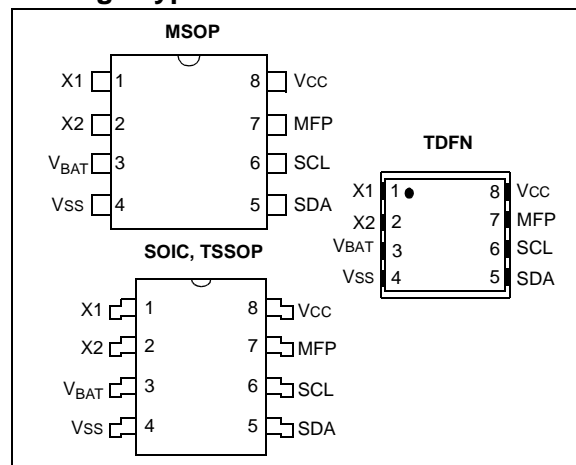 MSOP
X1 1 8 VCC
X2 2 7 MFP
VBAT 3 6 SCL
VSS 4 5 SDA
SOIC, TSSOP
X1 1 8 VCC
X2 2 7 MFP
VBAT 3 6 SCL
VSS 4 5 SDA
TDFN
X1 1 8 VCC
X2 2 7 MFP
VBAT 3 6 SCL
VSS 4 5 SDA